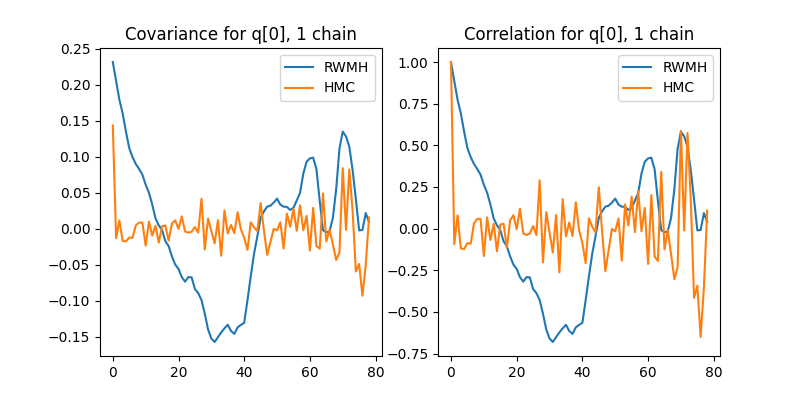 Covariance for q[0], 1 chain
0.25
0.20
0.15
0.10
0.05
0.00
−0.05
−0.10
−0.15
0 20 40 60 80
RWMH
HMC
Correlation for q[0], 1 chain
1.00
0.75
0.50
0.25
0.00
−0.25
−0.50
−0.75
0 20 40 60 80
RWMH
HMC